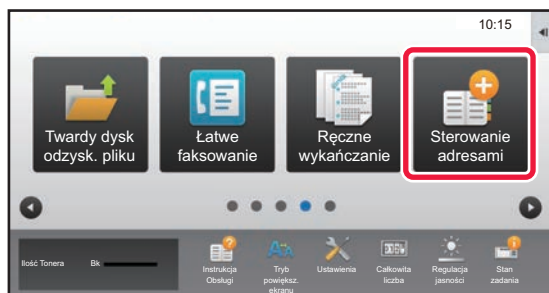 10:15
Twardy dysk
odzysk. pliku
Łatwe
faksowanie
Ręczne
wykańczanie
Sterowanie
adresami
Ilość Tonera Bk
Instrukcja
Obsługi
Tryb
powiększ.
ekranu
Ustawienia
Całkowita
liczba
Regulacja
jasności
Stan
zadania